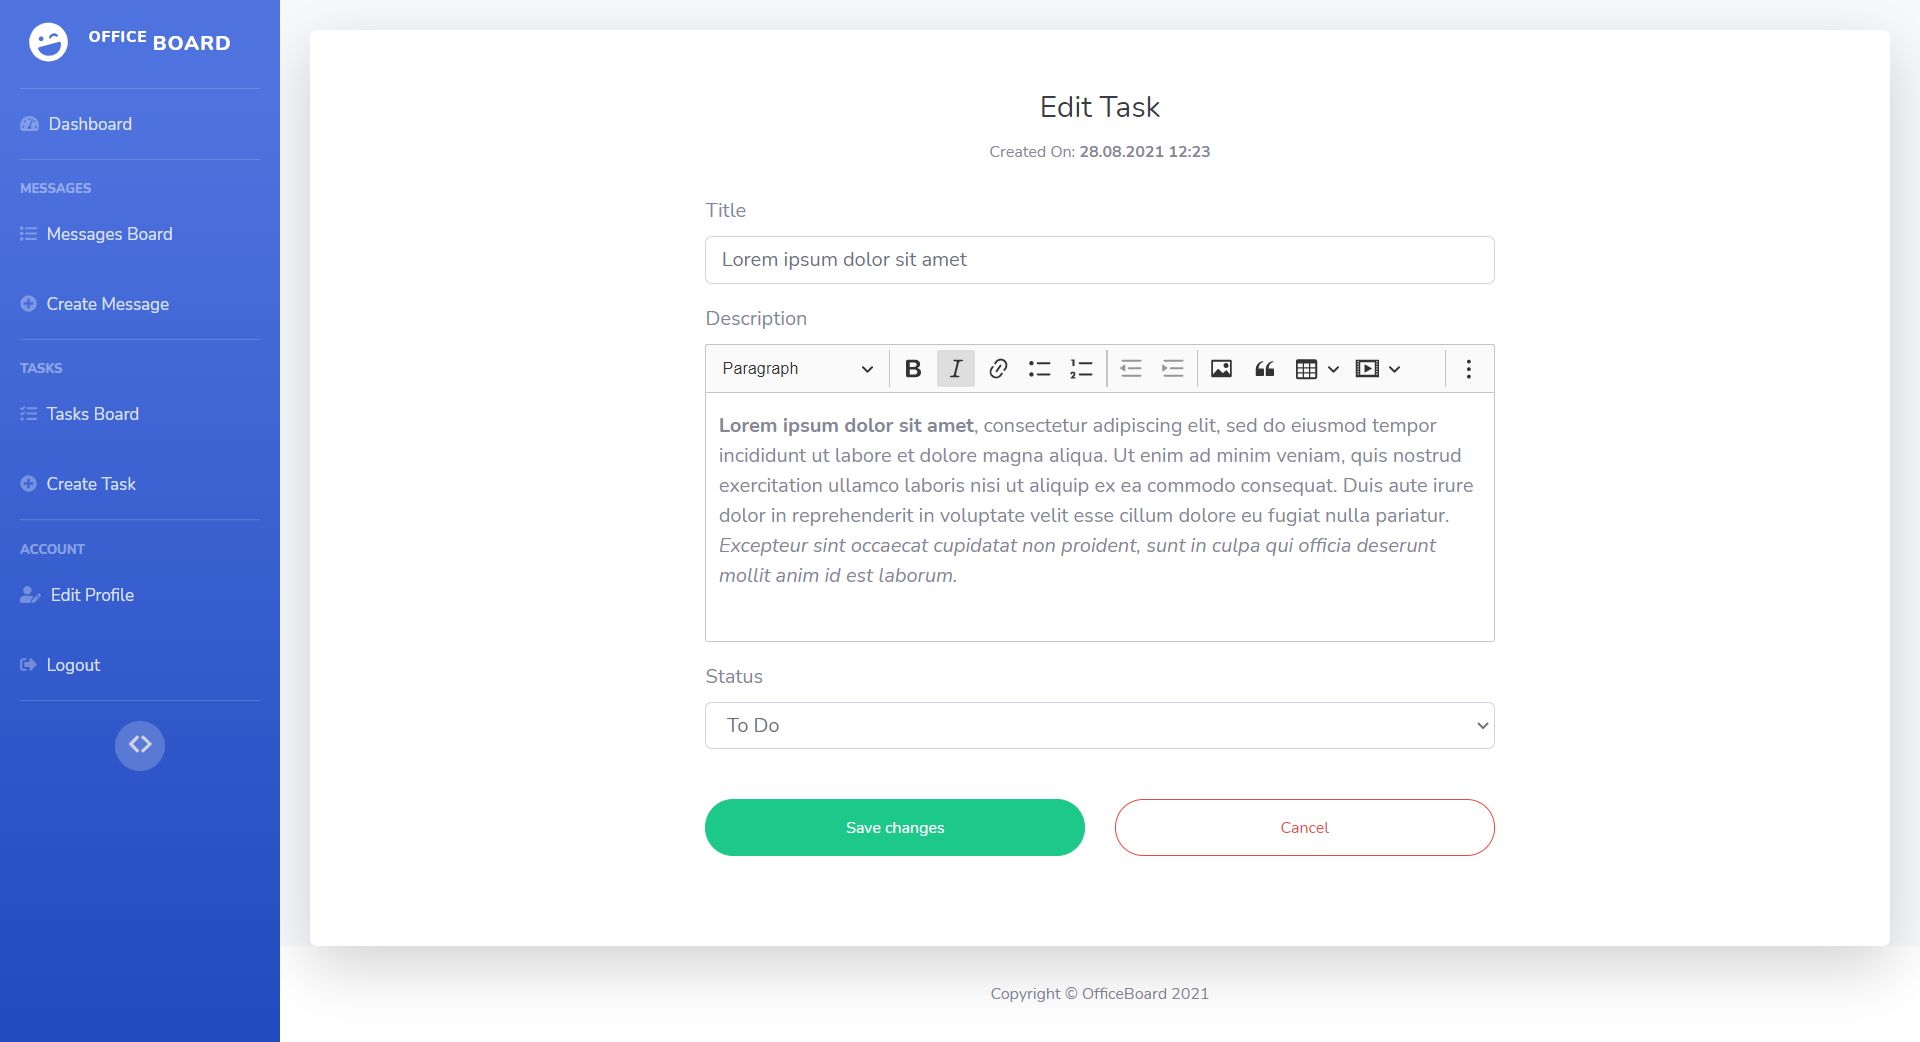 OFFICE BOARD
Dashboard
MESSAGES
Messages Board
Create Message
TASKS
Tasks Board
Create Task
ACCOUNT
Edit Profile
Logout
Edit Task
Created On: 28.08.2021 12:23
Title
Lorem ipsum dolor sit amet
Description
Paragraph
Lorem ipsum dolor sit amet, consectetur adipiscing elit, sed do eiusmod tempor
incididunt ut labore et dolore magna aliqua. Ut enim ad minim veniam, quis nostrud
exercitation ullamco laboris nisi ut aliquip ex ea commodo consequat. Duis aute irure
dolor in reprehenderit in voluptate velit esse cillum dolore eu fugiat nulla pariatur.
Excepteur sint occaecat cupidatat non proident, sunt in culpa qui officia deserunt
mollit anim id est laborum.
Status
To Do
Save changes
Cancel
Copyright © OfficeBoard 2021